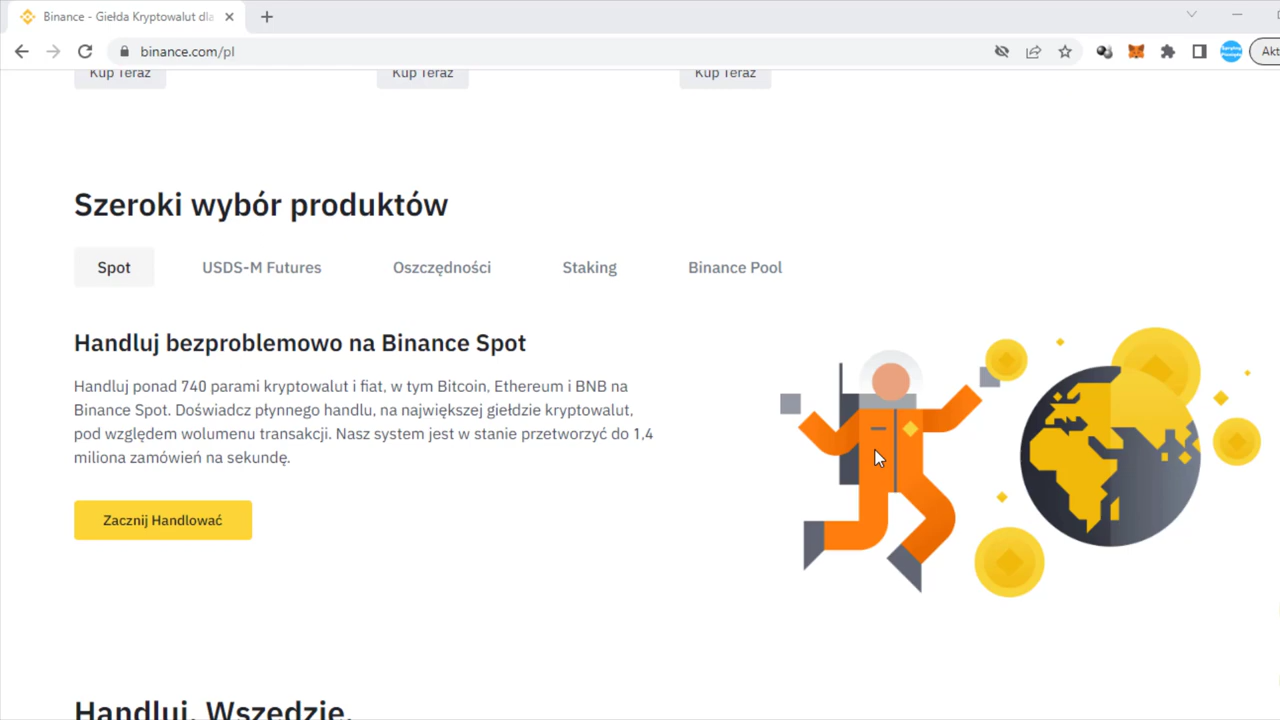 Binance - Giełda Kryptowalut dla
binance.com/pl
Akt
Kup Teraz
Kup Teraz
Kup Teraz
Szeroki wybór produktów
Spot
USDS-M Futures
Oszczędności
Staking
Binance Pool
Handluj bezproblemowo na Binance Spot
Handluj ponad 740 parami kryptowalut i fiat, w tym Bitcoin, Ethereum i BNB na
Binance Spot. Doświadcz płynnego handlu, na największej giełdzie kryptowalut,
pod względem wolumenu transakcji. Nasz system jest w stanie przetworzyć do 1,4
miliona zamówień na sekundę.
Zacznij Handlować
Handluj. Wszędzie.